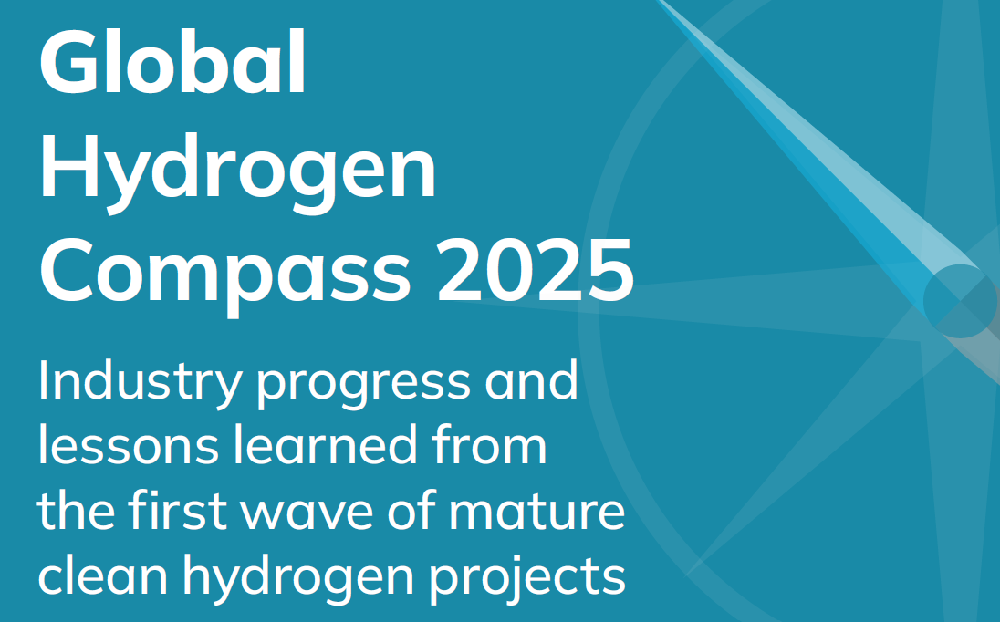 Global
Hydrogen
Compass 2025
Industry progress and
lessons learned from
the first wave of mature
clean hydrogen projects